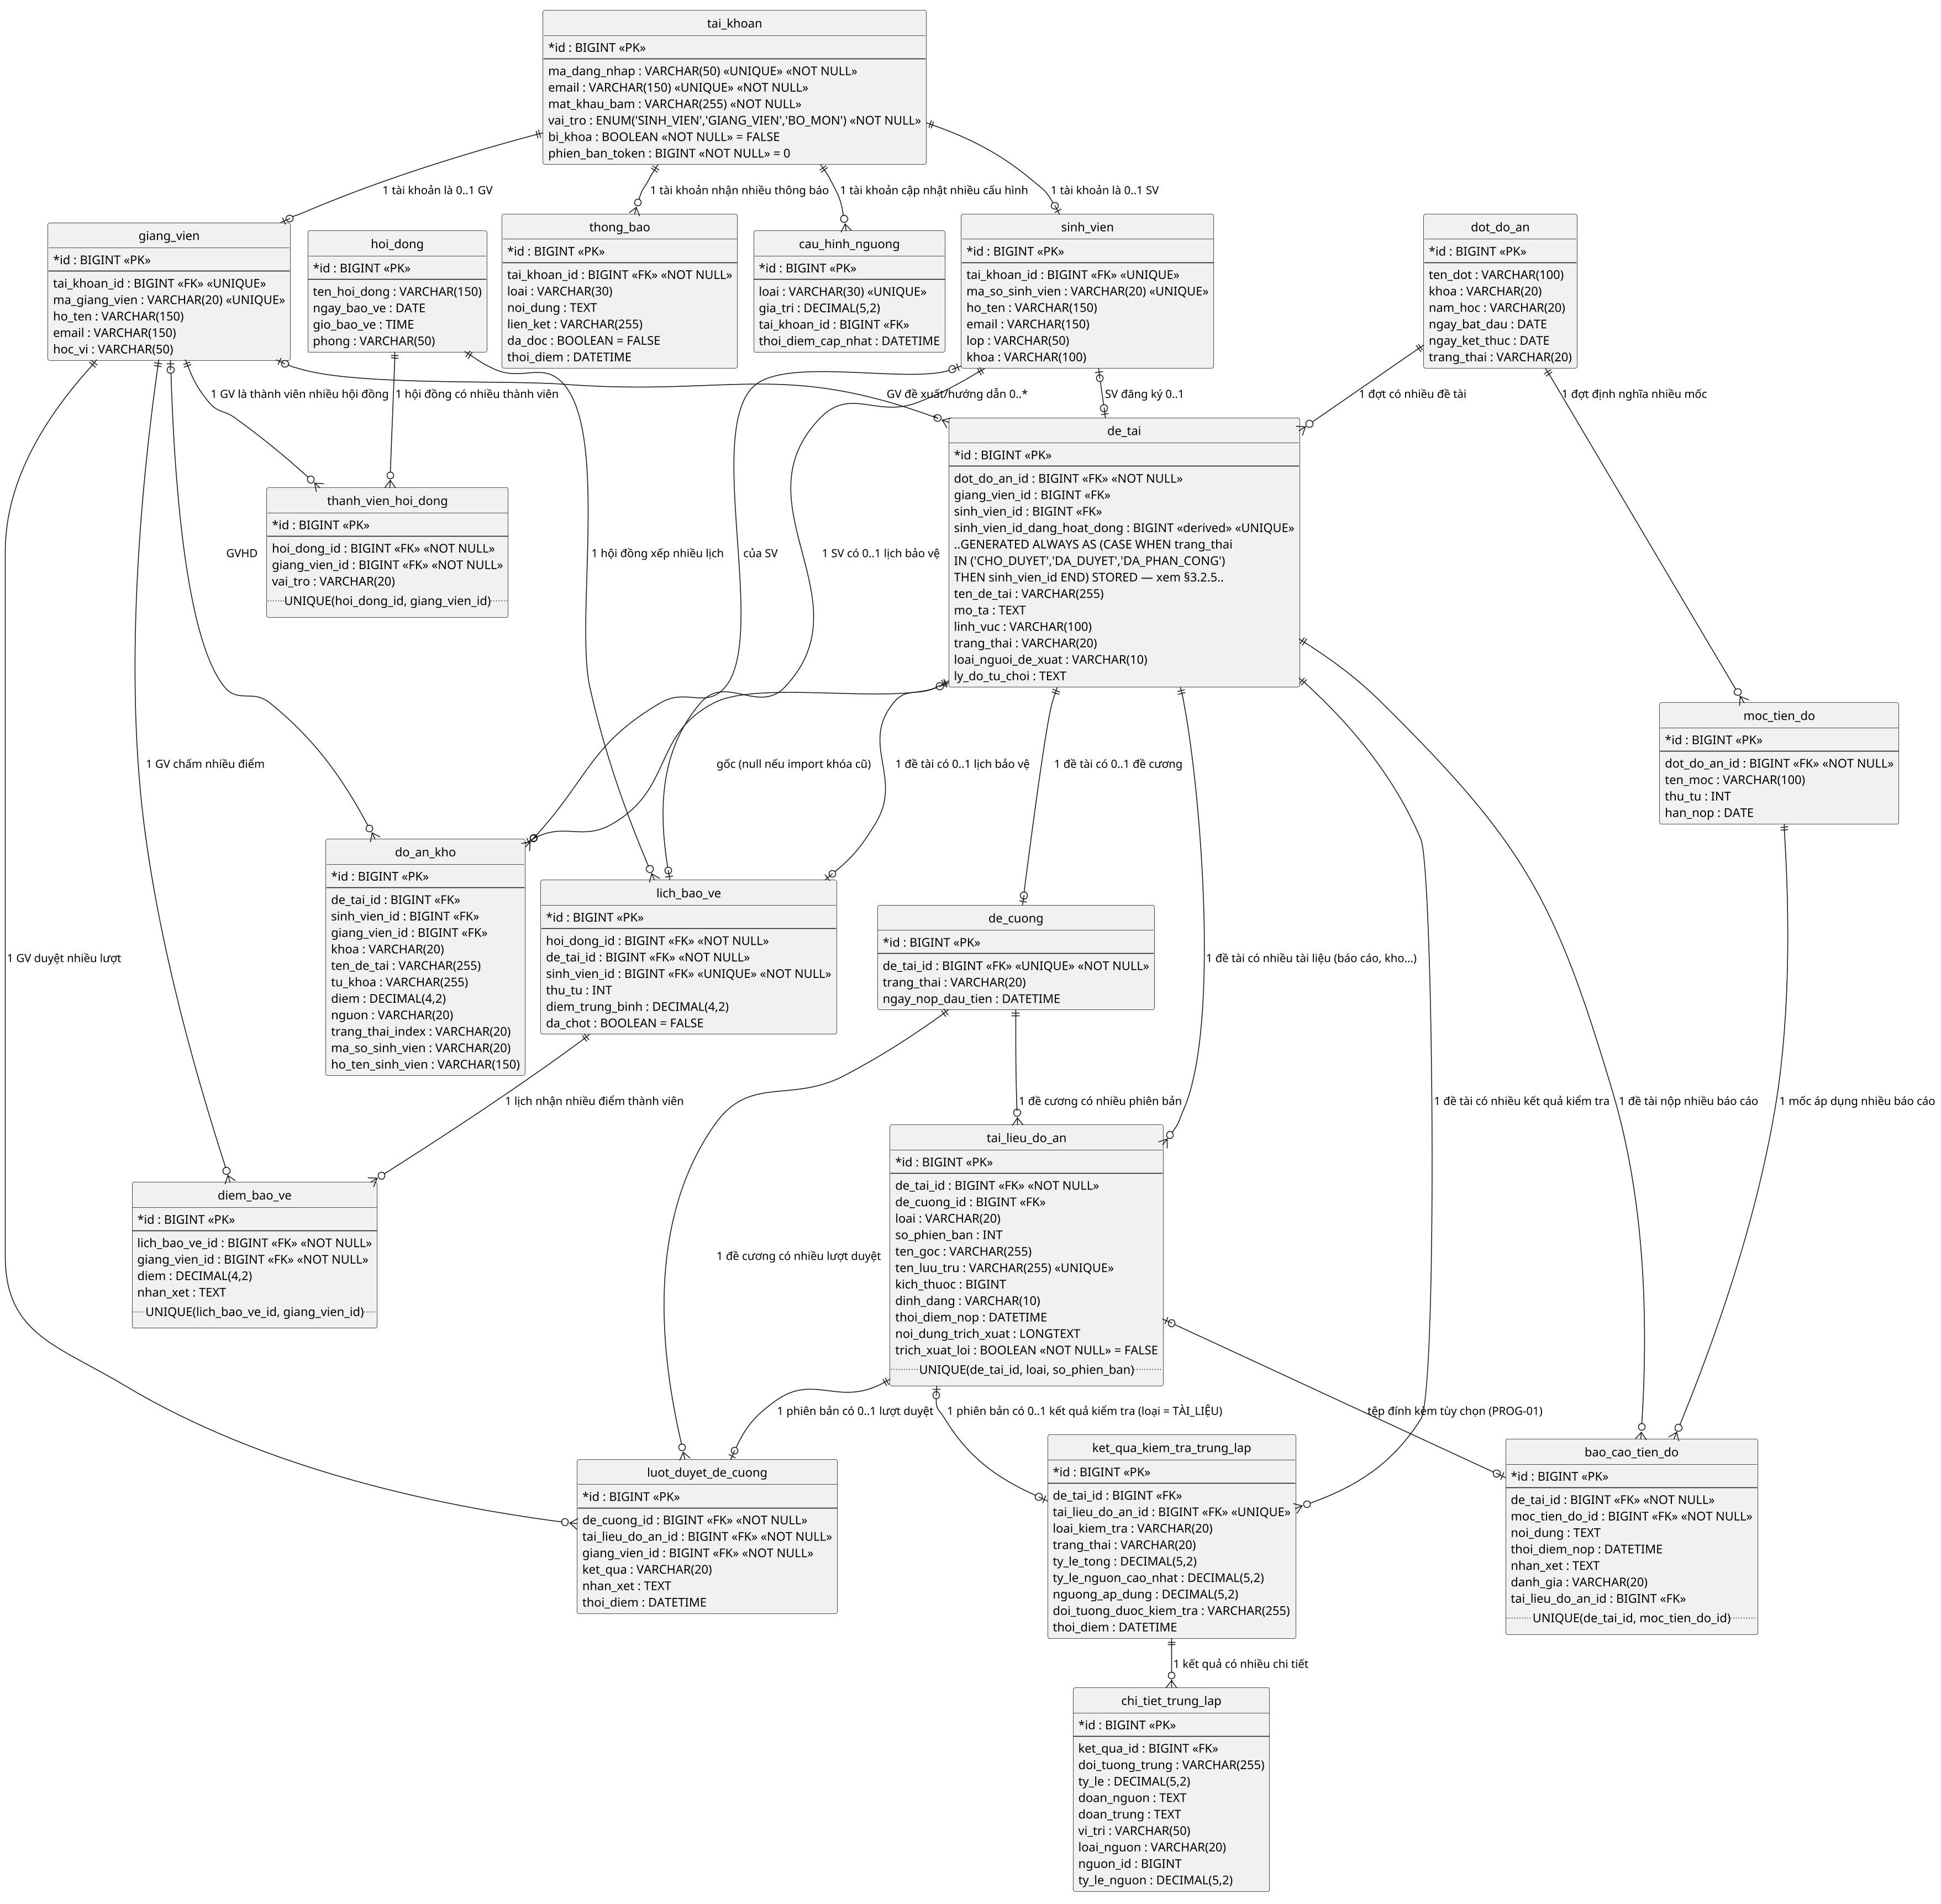 tai_khoan
*id : BIGINT «PK»
ma_dang_nhap : VARCHAR(50) «UNIQUE» «NOT NULL»
email : VARCHAR(150) «UNIQUE» «NOT NULL»
mat_khau_bam : VARCHAR(255) «NOT NULL»
vai_tro : ENUM('SINH_VIEN','GIANG_VIEN','BO_MON') «NOT NULL»
bi_khoa : BOOLEAN «NOT NULL» = FALSE
phien_ban_token : BIGINT «NOT NULL» = 0
1 tài khoản là 0..1 GV
1 tài khoản nhận nhiều thông báo
1 tài khoản cập nhật nhiều cấu hình
1 tài khoản là 0..1 SV
giang_vien
*id : BIGINT «PK»
tai_khoan_id : BIGINT «FK» «UNIQUE»
ma_giang_vien : VARCHAR(20) «UNIQUE»
ho_ten : VARCHAR(150)
email : VARCHAR(150)
hoc_vi : VARCHAR(50)
hoi_dong
*id : BIGINT «PK»
ten_hoi_dong : VARCHAR(150)
ngay_bao_ve : DATE
gio_bao_ve : TIME
phong : VARCHAR(50)
thong_bao
*id : BIGINT «PK»
tai_khoan_id : BIGINT «FK» «NOT NULL»
loai : VARCHAR(30)
noi_dung : TEXT
lien_ket : VARCHAR(255)
da_doc : BOOLEAN = FALSE
thoi_diem : DATETIME
cau_hinh_nguong
*id : BIGINT «PK»
loai : VARCHAR(30) «UNIQUE»
gia_tri : DECIMAL(5,2)
tai_khoan_id : BIGINT «FK»
thoi_diem_cap_nhat : DATETIME
sinh_vien
*id : BIGINT «PK»
tai_khoan_id : BIGINT «FK» «UNIQUE»
ma_so_sinh_vien : VARCHAR(20) «UNIQUE»
ho_ten : VARCHAR(150)
email : VARCHAR(150)
lop : VARCHAR(50)
khoa : VARCHAR(100)
dot_do_an
*id : BIGINT «PK»
ten_dot : VARCHAR(100)
khoa : VARCHAR(20)
nam_hoc : VARCHAR(20)
ngay_bat_dau : DATE
ngay_ket_thuc : DATE
trang_thai : VARCHAR(20)
1 GV là thành viên nhiều hội đồng
1 hội đồng có nhiều thành viên
GV đề xuất/hướng dẫn 0..*
SV đăng ký 0..1
1 đợt có nhiều đề tài
1 đợt định nghĩa nhiều mốc
thanh_vien_hoi_dong
*id : BIGINT «PK»
hoi_dong_id : BIGINT «FK» «NOT NULL»
giang_vien_id : BIGINT «FK» «NOT NULL»
vai_tro : VARCHAR(20)
UNIQUE(hoi_dong_id, giang_vien_id)
de_tai
*id : BIGINT «PK»
dot_do_an_id : BIGINT «FK» «NOT NULL»
giang_vien_id : BIGINT «FK»
sinh_vien_id : BIGINT «FK»
sinh_vien_id_dang_hoat_dong : BIGINT «derived» «UNIQUE»
..GENERATED ALWAYS AS (CASE WHEN trang_thai
IN ('CHO_DUYET','DA_DUYET','DA_PHAN_CONG')
THEN sinh_vien_id END) STORED — xem §3.2.5..
ten_de_tai : VARCHAR(255)
mo_ta : TEXT
linh_vuc : VARCHAR(100)
trang_thai : VARCHAR(20)
loai_nguoi_de_xuat : VARCHAR(10)
ly_do_tu_choi : TEXT
GVHD
1 hội đồng xếp nhiều lịch
của SV
1 SV có 0..1 lịch bảo vệ
moc_tien_do
*id : BIGINT «PK»
dot_do_an_id : BIGINT «FK» «NOT NULL»
ten_moc : VARCHAR(100)
thu_tu : INT
han_nop : DATE
1 GV chấm nhiều điểm
gốc (null nếu import khóa cũ)
1 đề tài có 0..1 lịch bảo vệ
1 đề tài có 0..1 đề cương
do_an_kho
*id : BIGINT «PK»
de_tai_id : BIGINT «FK»
sinh_vien_id : BIGINT «FK»
giang_vien_id : BIGINT «FK»
khoa : VARCHAR(20)
ten_de_tai : VARCHAR(255)
tu_khoa : VARCHAR(255)
diem : DECIMAL(4,2)
nguon : VARCHAR(20)
trang_thai_index : VARCHAR(20)
ma_so_sinh_vien : VARCHAR(20)
ho_ten_sinh_vien : VARCHAR(150)
lich_bao_ve
*id : BIGINT «PK»
hoi_dong_id : BIGINT «FK» «NOT NULL»
de_tai_id : BIGINT «FK» «NOT NULL»
sinh_vien_id : BIGINT «FK» «UNIQUE» «NOT NULL»
thu_tu : INT
diem_trung_binh : DECIMAL(4,2)
da_chot : BOOLEAN = FALSE
de_cuong
*id : BIGINT «PK»
de_tai_id : BIGINT «FK» «UNIQUE» «NOT NULL»
trang_thai : VARCHAR(20)
ngay_nop_dau_tien : DATETIME
1 GV duyệt nhiều lượt
1 đề tài có nhiều tài liệu (báo cáo, kho...)
1 lịch nhận nhiều điểm thành viên
1 đề cương có nhiều phiên bản
1 đề tài có nhiều kết quả kiểm tra
1 đề tài nộp nhiều báo cáo
1 mốc áp dụng nhiều báo cáo
diem_bao_ve
*id : BIGINT «PK»
lich_bao_ve_id : BIGINT «FK» «NOT NULL»
giang_vien_id : BIGINT «FK» «NOT NULL»
diem : DECIMAL(4,2)
nhan_xet : TEXT
UNIQUE(lich_bao_ve_id, giang_vien_id)
1 đề cương có nhiều lượt duyệt
tai_lieu_do_an
*id : BIGINT «PK»
de_tai_id : BIGINT «FK» «NOT NULL»
de_cuong_id : BIGINT «FK»
loai : VARCHAR(20)
so_phien_ban : INT
ten_goc : VARCHAR(255)
ten_luu_tru : VARCHAR(255) «UNIQUE»
kich_thuoc : BIGINT
dinh_dang : VARCHAR(10)
thoi_diem_nop : DATETIME
noi_dung_trich_xuat : LONGTEXT
trich_xuat_loi : BOOLEAN «NOT NULL» = FALSE
UNIQUE(de_tai_id, loai, so_phien_ban)
1 phiên bản có 0..1 lượt duyệt
1 phiên bản có 0..1 kết quả kiểm tra (loại = TÀI_LIỆU)
tệp đính kèm tùy chọn (PROG-01)
luot_duyet_de_cuong
*id : BIGINT «PK»
de_cuong_id : BIGINT «FK» «NOT NULL»
tai_lieu_do_an_id : BIGINT «FK» «NOT NULL»
giang_vien_id : BIGINT «FK» «NOT NULL»
ket_qua : VARCHAR(20)
nhan_xet : TEXT
thoi_diem : DATETIME
ket_qua_kiem_tra_trung_lap
*id : BIGINT «PK»
de_tai_id : BIGINT «FK»
tai_lieu_do_an_id : BIGINT «FK» «UNIQUE»
loai_kiem_tra : VARCHAR(20)
trang_thai : VARCHAR(20)
ty_le_tong : DECIMAL(5,2)
ty_le_nguon_cao_nhat : DECIMAL(5,2)
nguong_ap_dung : DECIMAL(5,2)
doi_tuong_duoc_kiem_tra : VARCHAR(255)
thoi_diem : DATETIME
bao_cao_tien_do
*id : BIGINT «PK»
de_tai_id : BIGINT «FK» «NOT NULL»
moc_tien_do_id : BIGINT «FK» «NOT NULL»
noi_dung : TEXT
thoi_diem_nop : DATETIME
nhan_xet : TEXT
danh_gia : VARCHAR(20)
tai_lieu_do_an_id : BIGINT «FK»
UNIQUE(de_tai_id, moc_tien_do_id)
1 kết quả có nhiều chi tiết
chi_tiet_trung_lap
*id : BIGINT «PK»
ket_qua_id : BIGINT «FK»
doi_tuong_trung : VARCHAR(255)
ty_le : DECIMAL(5,2)
doan_nguon : TEXT
doan_trung : TEXT
vi_tri : VARCHAR(50)
loai_nguon : VARCHAR(20)
nguon_id : BIGINT
ty_le_nguon : DECIMAL(5,2)